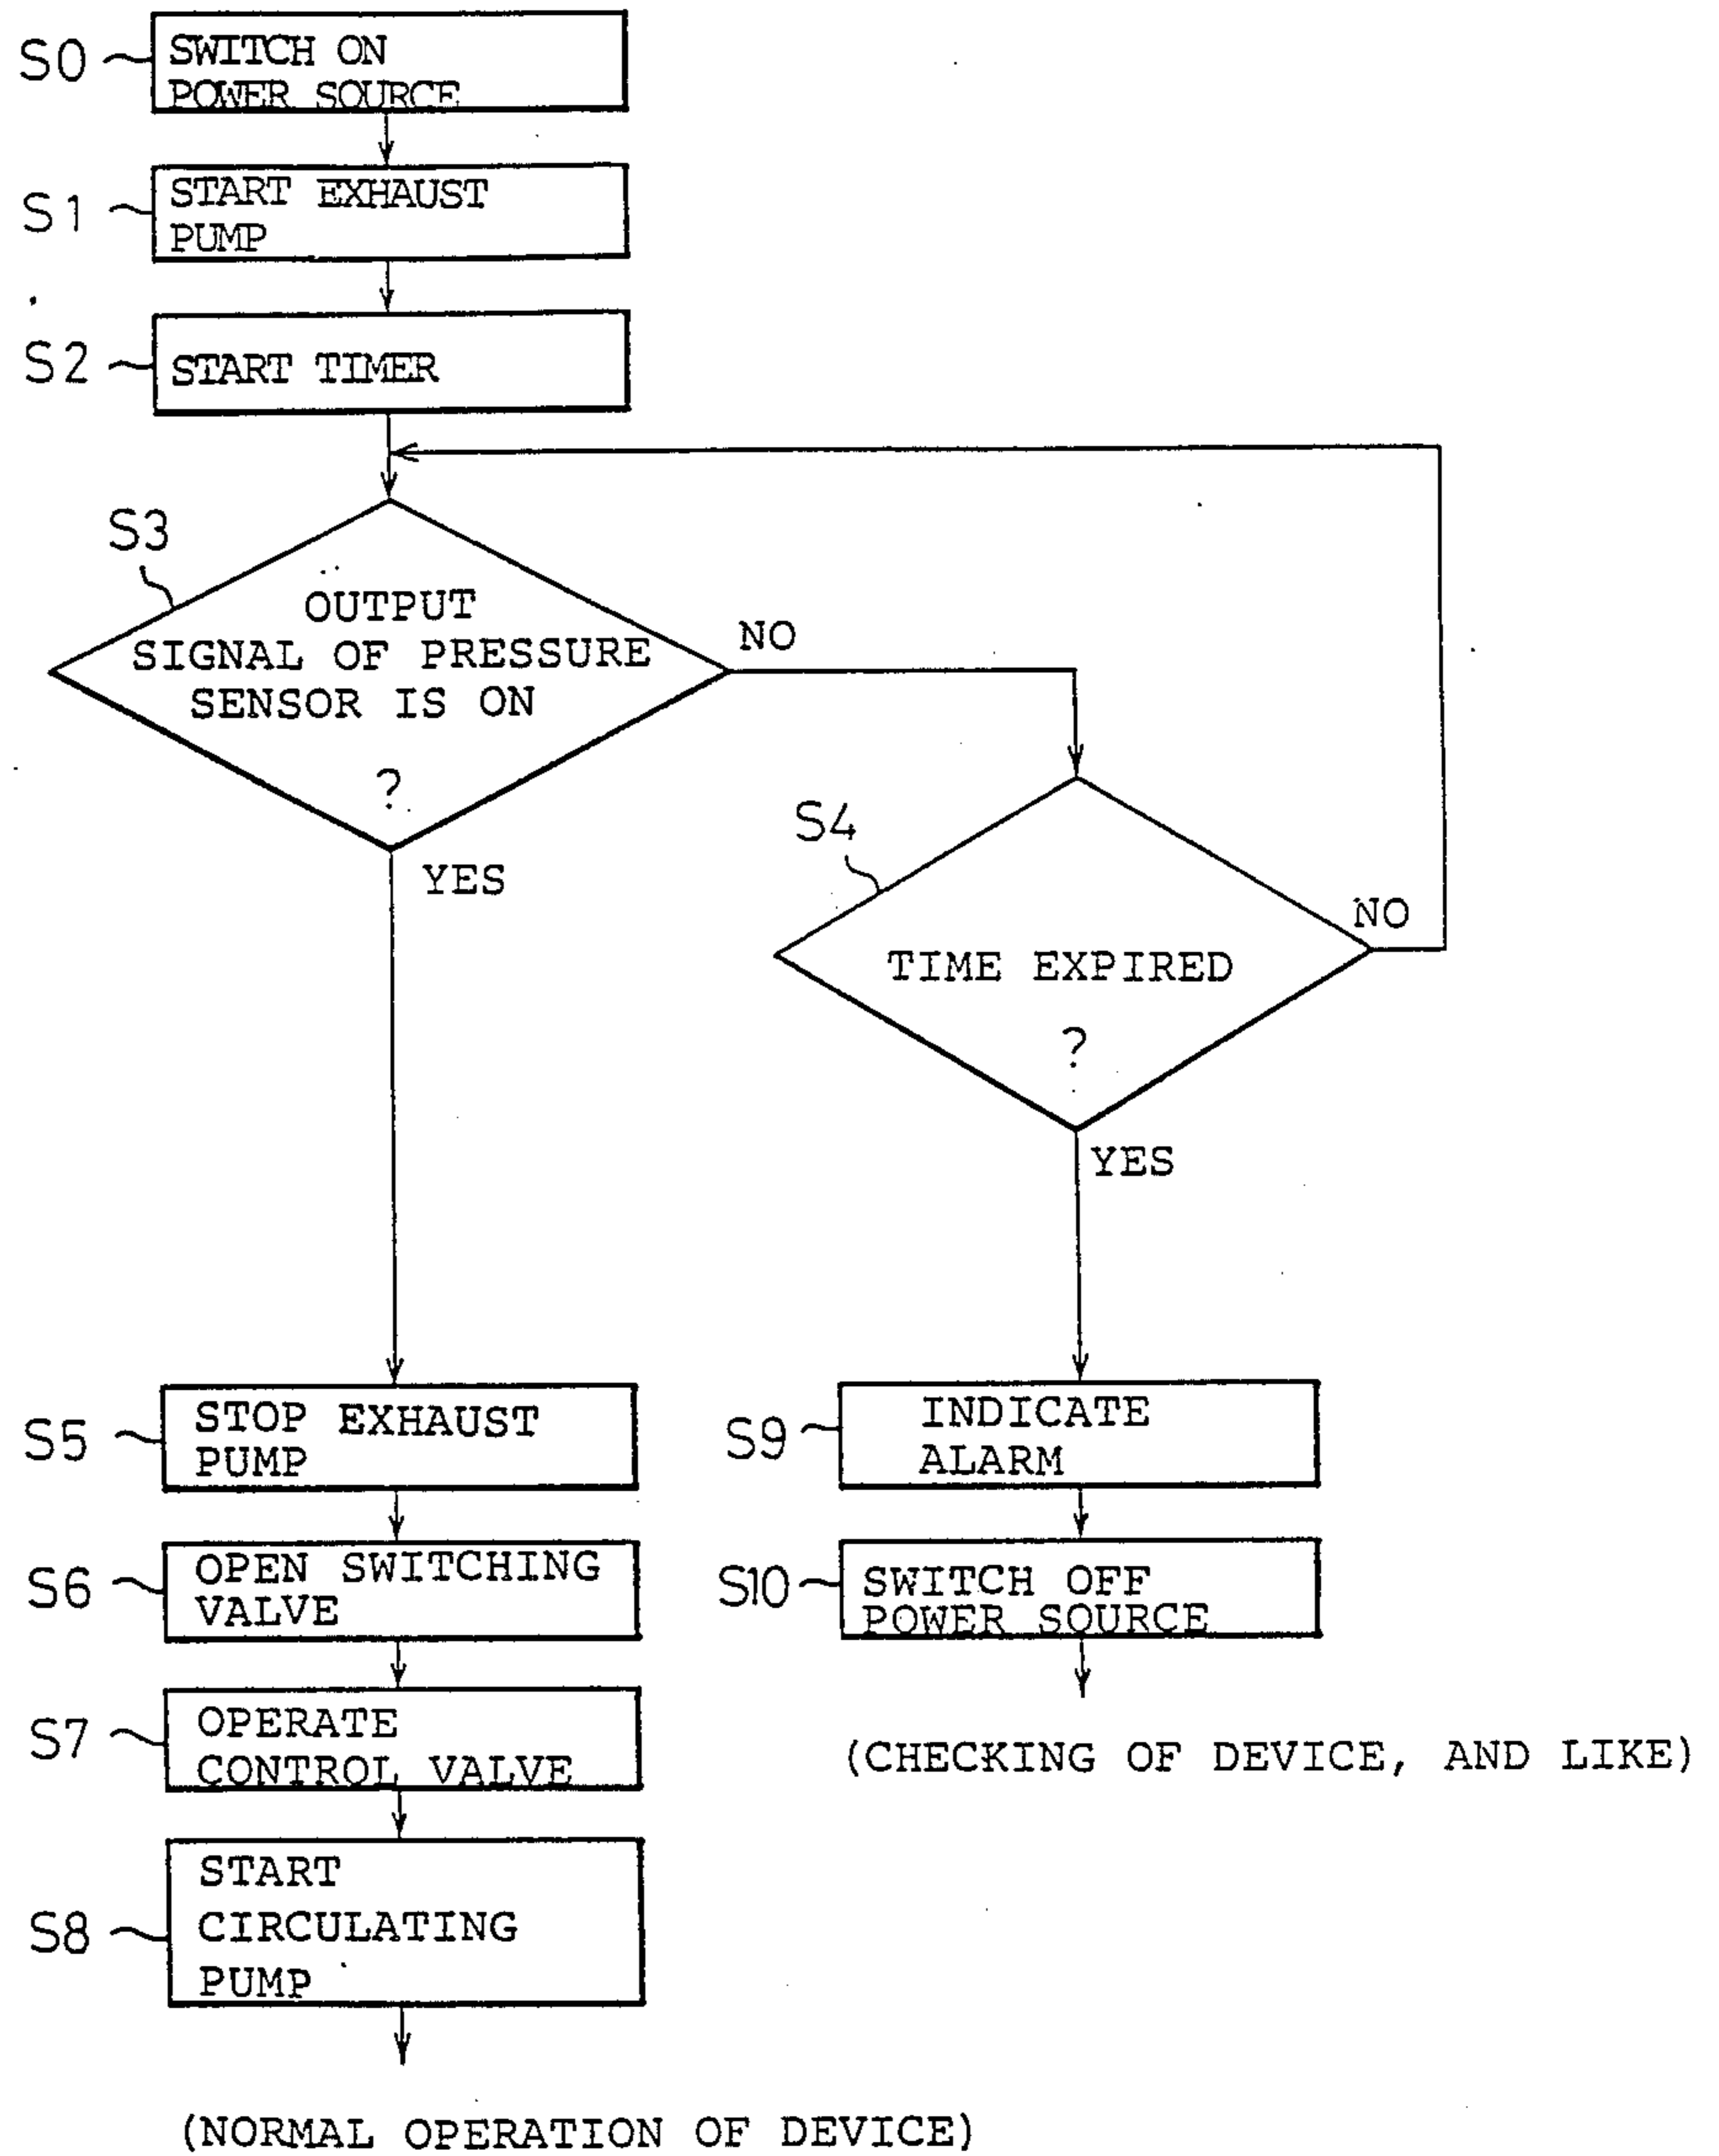 S0
SWITCH ON
POWER SOURCE
S1
START EXHAUST
PUMP
S2
START TIMER
S3
OUTPUT
SIGNAL OF PRESSURE
SENSOR IS ON
?
NO
YES
S4
TIME EXPIRED
?
NO
YES
S5
STOP EXHAUST
PUMP
S6
OPEN SWITCHING
VALVE
S7
OPERATE
CONTROL VALVE
S8
START
CIRCULATING
PUMP
(NORMAL OPERATION OF DEVICE)
S9
INDICATE
ALARM
S10
SWITCH OFF
POWER SOURCE
(CHECKING OF DEVICE, AND LIKE)